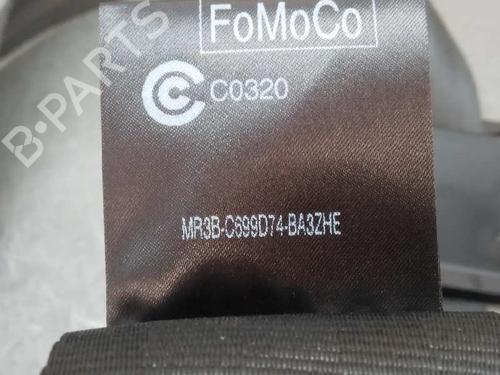 FoMoCo
C0320
MR3B-C699D74-BA3ZHE
B-PARTS